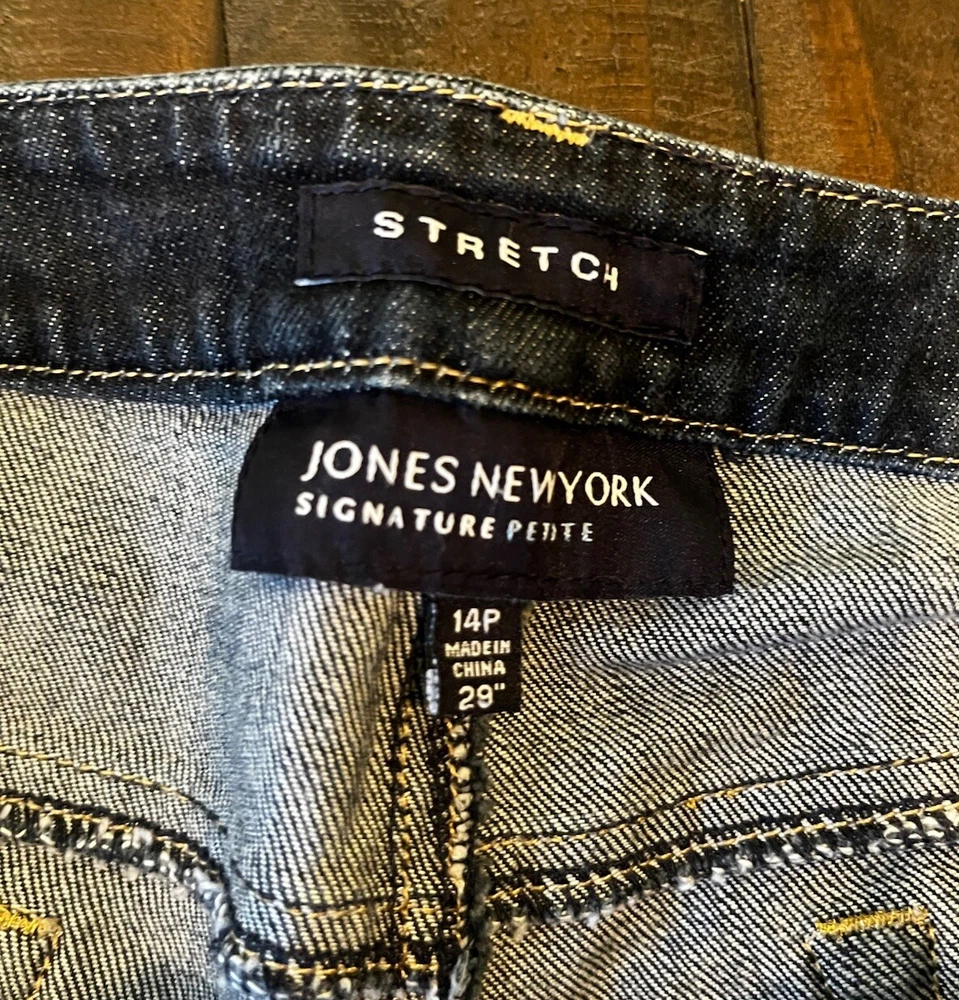 STRETCH
JONES NEWYORK
SIGNATURE PETITE
14P
MADE IN
CHINA
29"